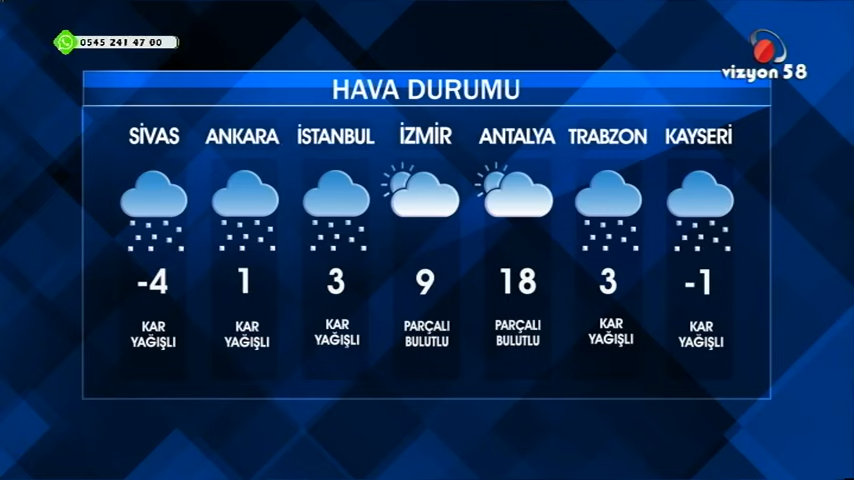 0545 241 47 00
vizyon 58
HAVA DURUMU
SİVAS ANKARA İSTANBUL İZMİR ANTALYA TRABZON KAYSERİ
-4 1 3 9 18 3 -1
KAR YAĞIŞLI
KAR YAĞIŞLI
KAR YAĞIŞLI
PARÇALI BULUTLU
PARÇALI BULUTLU
KAR YAĞIŞLI
KAR YAĞIŞLI